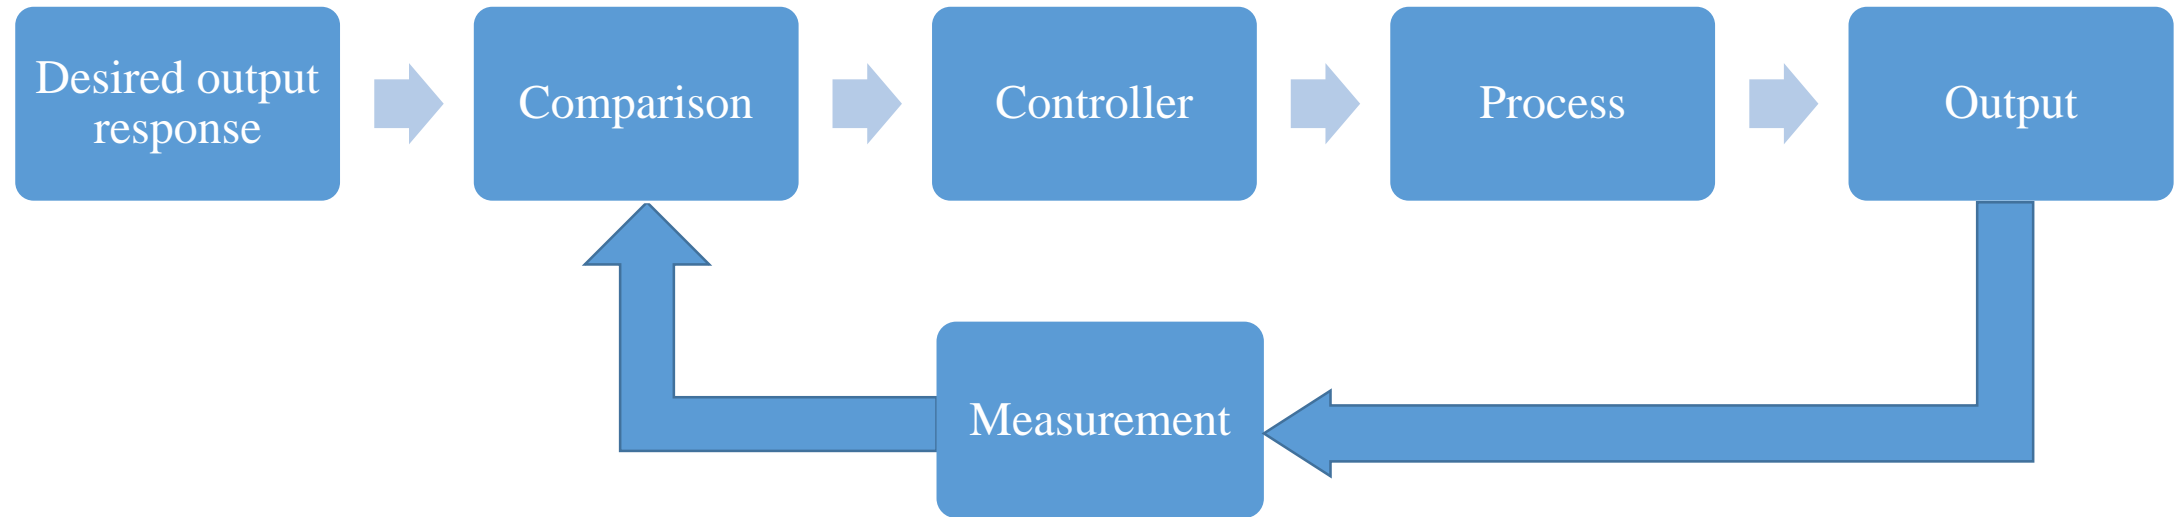 Desired output
response
Comparison
Controller
Process
Output
Measurement